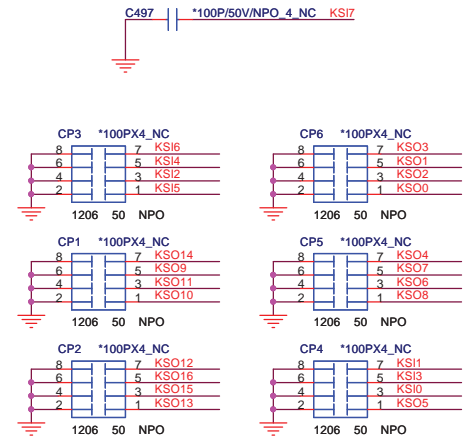 C497 *100P/50V/NPO_4_NC KSI7
CP3 *100PX4_NC
8 7 KSI6
6 5 KSI4
4 3 KSI2
2 1 KSI5
1206 50 NPO
CP6 *100PX4_NC
8 7 KSO3
6 5 KSO1
4 3 KSO2
2 1 KSO0
1206 50 NPO
CP1 *100PX4_NC
8 7 KSO14
6 5 KSO9
4 3 KSO11
2 1 KSO10
1206 50 NPO
CP5 *100PX4_NC
8 7 KSO4
6 5 KSO7
4 3 KSO6
2 1 KSO8
1206 50 NPO
CP2 *100PX4_NC
8 7 KSO12
6 5 KSO16
4 3 KSO15
2 1 KSO13
1206 50 NPO
CP4 *100PX4_NC
8 7 KSI1
6 5 KSI3
4 3 KSI0
2 1 KSO5
1206 50 NPO